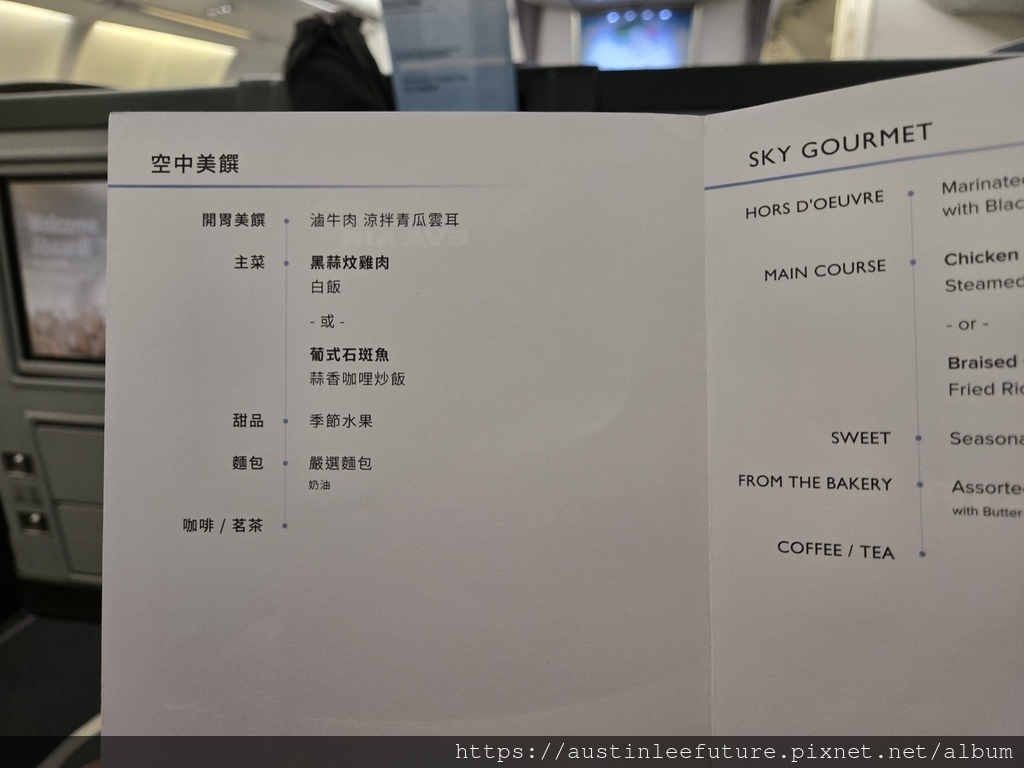 空中美饌
開胃美饌 滷牛肉 涼拌青瓜雲耳
主菜 黑蒜炆雞肉
白飯
- 或 -
葡式石斑魚
蒜香咖哩炒飯
甜品 季節水果
麵包 嚴選麵包
奶油
咖啡 / 茗茶
SKY GOURMET
HORS D'OEUVRE Marinated
with Blac
MAIN COURSE Chicken
Steamed
- or -
Braised
Fried Ric
SWEET Seasona
FROM THE BAKERY Assorted
with Butter
COFFEE / TEA
EVA AIR
Welcome
https://austinleefuture.pixnet.net/album